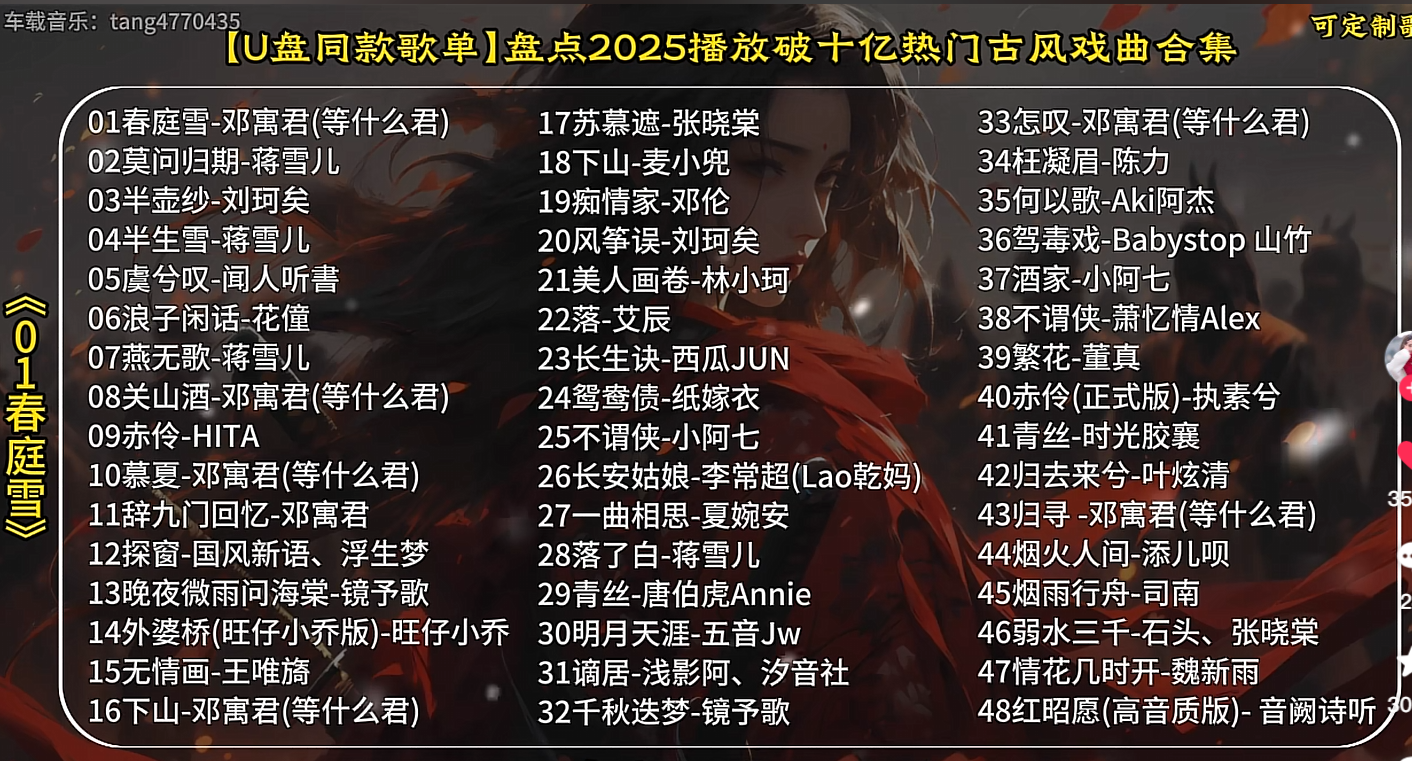 车载音乐：tang4770435
可定制歌
【U盘同款歌单】盘点2025播放破十亿热门古风戏曲合集
01春庭雪-邓寓君(等什么君)
02莫问归期-蒋雪儿
03半壶纱-刘珂矣
04半生雪-蒋雪儿
05虞兮叹-闻人听書
06浪子闲话-花僮
07燕无歇-蒋雪儿
08关山酒-邓寓君(等什么君)
09赤伶-HITA
10慕夏-邓寓君(等什么君)
11辞九门回忆-邓寓君
12探窗-国风新语、浮生梦
13晚夜微雨问海棠-镜予歌
14外婆桥(旺仔小乔版)-旺仔小乔
15无情画-王唯旖
16下山-邓寓君(等什么君)
17苏慕遮-张晓棠
18下山-麦小兜
19痴情冢-邓伦
20风筝误-刘珂矣
21美人画卷-林小珂
22落-艾辰
23长生诀-西瓜JUN
24鸳鸯债-纸嫁衣
25不谓侠-小阿七
26长安姑娘-李常超(Lao乾妈)
27一曲相思-夏婉安
28落了白-蒋雪儿
29青丝-唐伯虎Annie
30明月天涯-五音Jw
31谪居-浅影阿、汐音社
32千秋迭梦-镜予歌
33怎叹-邓寓君(等什么君)
34枉凝眉-陈力
35何以歌-Aki阿杰
36鸩毒戏-Babystop 山竹
37酒家-小阿七
38不谓侠-萧忆情Alex
39繁花-董真
40赤伶(正式版)-执素兮
41青丝-时光胶囊
42归去来兮-叶炫清
43归寻 -邓寓君(等什么君)
44烟火人间-添儿呗
45烟雨行舟-司南
46弱水三千-石头、张晓棠
47情花几时开-魏新雨
48红昭愿(高音质版)- 音阙诗听
《01春庭雪》